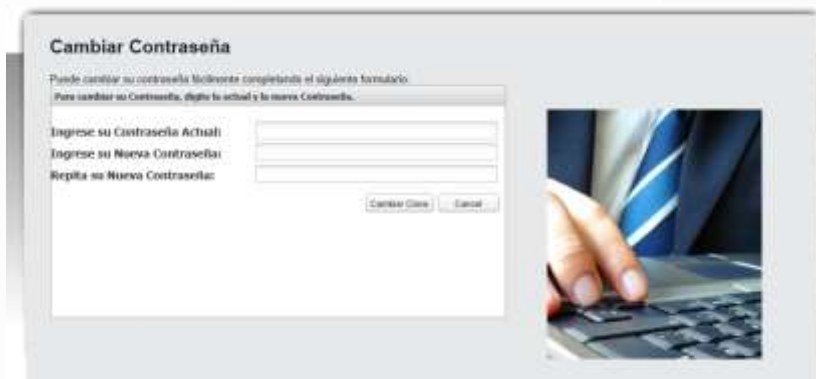 Cambiar Contraseña
Puede cambiar su contraseña fácilmente completando el siguiente formulario
Para cambiar su Contraseña, digite la actual y la nueva Contraseña.
Ingrese su Contraseña Actual:
Ingrese su Nueva Contraseña:
Repita su Nueva Contraseña:
Cambiar Clave Cancel